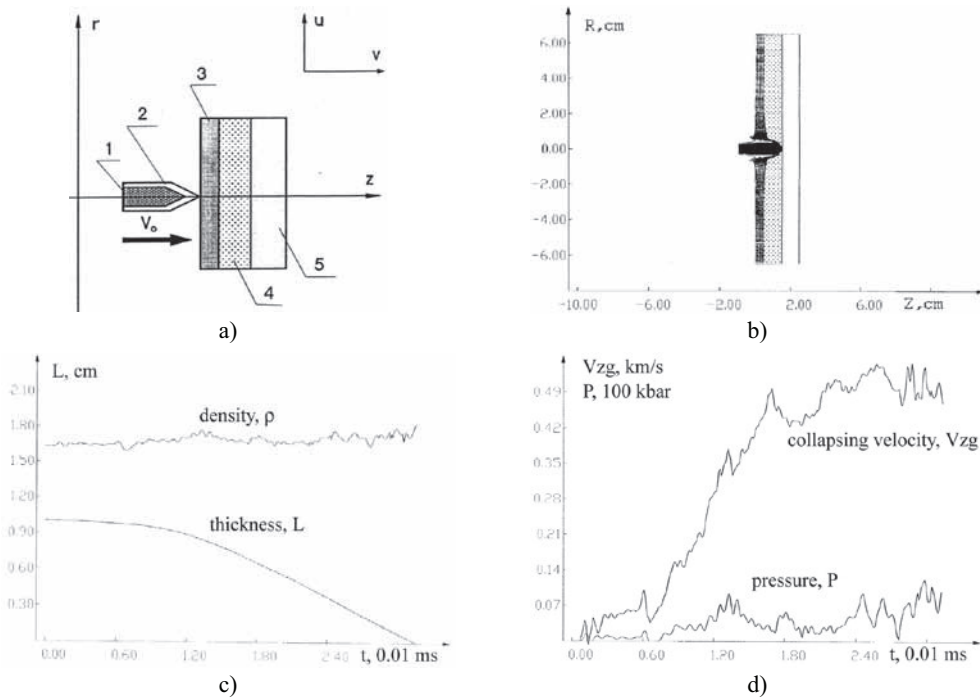 r
u
v
3
2
1
z
V₀
5
4
a)
R,cm
6.00
4.00
2.00
0.00
-2.00
-4.00
-6.00
-10.00 -6.00 -2.00 2.00 6.00 Z,cm
b)
L, cm
2.10
1.80
1.50
0.90
0.60
0.30
density, ρ
thickness, L
0.00 0.60 1.20 1.80 2.40 t, 0.01 ms
c)
Vzg, km/s
P, 100 kbar
0.49
0.42
0.35
0.28
0.21
0.14
0.07
collapsing velocity, Vzg
pressure, P
0.00 0.60 1.20 1.80 2.40 t, 0.01 ms
d)